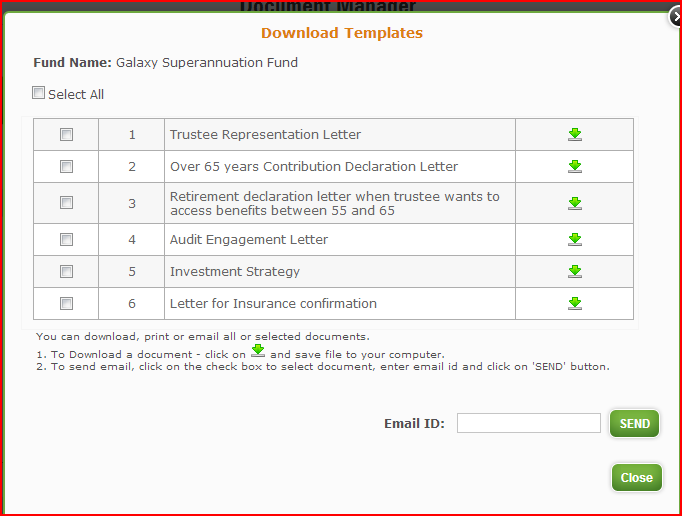 Document Manager
Download Templates
Fund Name: Galaxy Superannuation Fund
Select All
1 Trustee Representation Letter
2 Over 65 years Contribution Declaration Letter
3 Retirement declaration letter when trustee wants to
access benefits between 55 and 65
4 Audit Engagement Letter
5 Investment Strategy
6 Letter for Insurance confirmation
You can download, print or email all or selected documents.
1. To Download a document - click on and save file to your computer.
2. To send email, click on the check box to select document, enter email id and click on 'SEND' button.
Email ID: SEND
Close